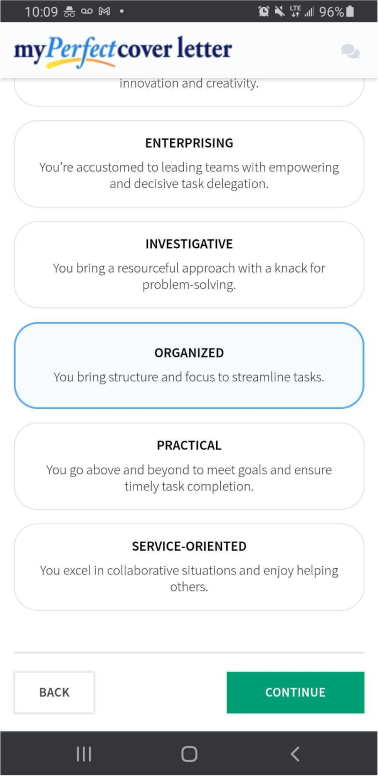 10:09 LTE 96%
myPerfectcover letter
innovation and creativity.
ENTERPRISING
You're accustomed to leading teams with empowering
and decisive task delegation.
INVESTIGATIVE
You bring a resourceful approach with a knack for
problem-solving.
ORGANIZED
You bring structure and focus to streamline tasks.
PRACTICAL
You go above and beyond to meet goals and ensure
timely task completion.
SERVICE-ORIENTED
You excel in collaborative situations and enjoy helping
others.
BACK CONTINUE